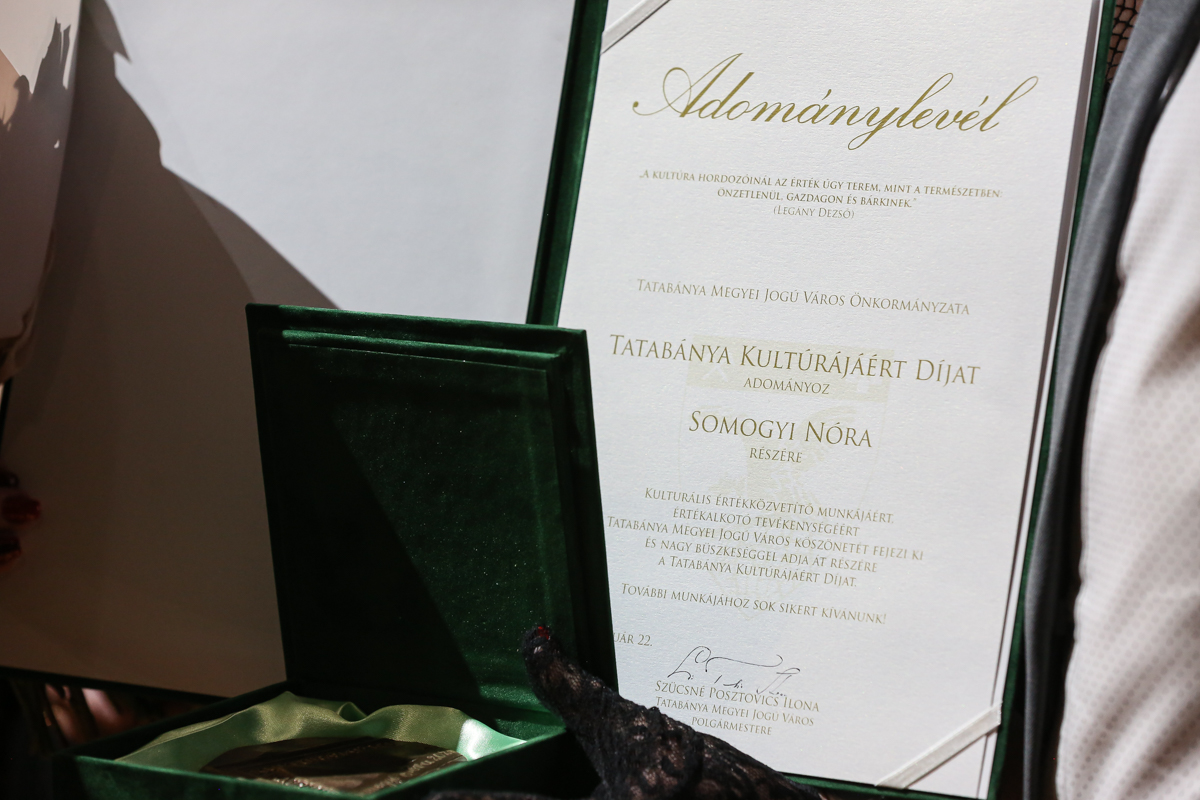 Adománylevél
„A KULTÚRA HORDOZÓINÁL AZ ÉRTÉK ÚGY TEREM, MINT A TERMÉSZETBEN:
ÖNZETLENÜL, GAZDAGON ÉS BÁRKINEK."
(LEGÁNY DEZSŐ)
TATABÁNYA MEGYEI JOGÚ VÁROS ÖNKORMÁNYZATA
TATABÁNYA KULTÚRÁJÁÉRT DÍJAT
ADOMÁNYOZ
SOMOGYI NÓRA
RÉSZÉRE
KULTURÁLIS ÉRTÉKKÖZVETÍTŐ MUNKÁJÁÉRT,
ÉRTÉKALKOTÓ TEVÉKENYSÉGÉÉRT
TATABÁNYA MEGYEI JOGÚ VÁROS KÖSZÖNETÉT FEJEZI KI
ÉS NAGY BÜSZKESÉGGEL ADJA ÁT RÉSZÉRE
A TATABÁNYA KULTÚRÁJÁÉRT DÍJAT.
TOVÁBBI MUNKÁJÁHOZ SOK SIKERT KÍVÁNUNK!
UÁR 22.
SZÜCSNÉ POSZTOVICS ILONA
TATABÁNYA MEGYEI JOGÚ VÁROS
POLGÁRMESTERE